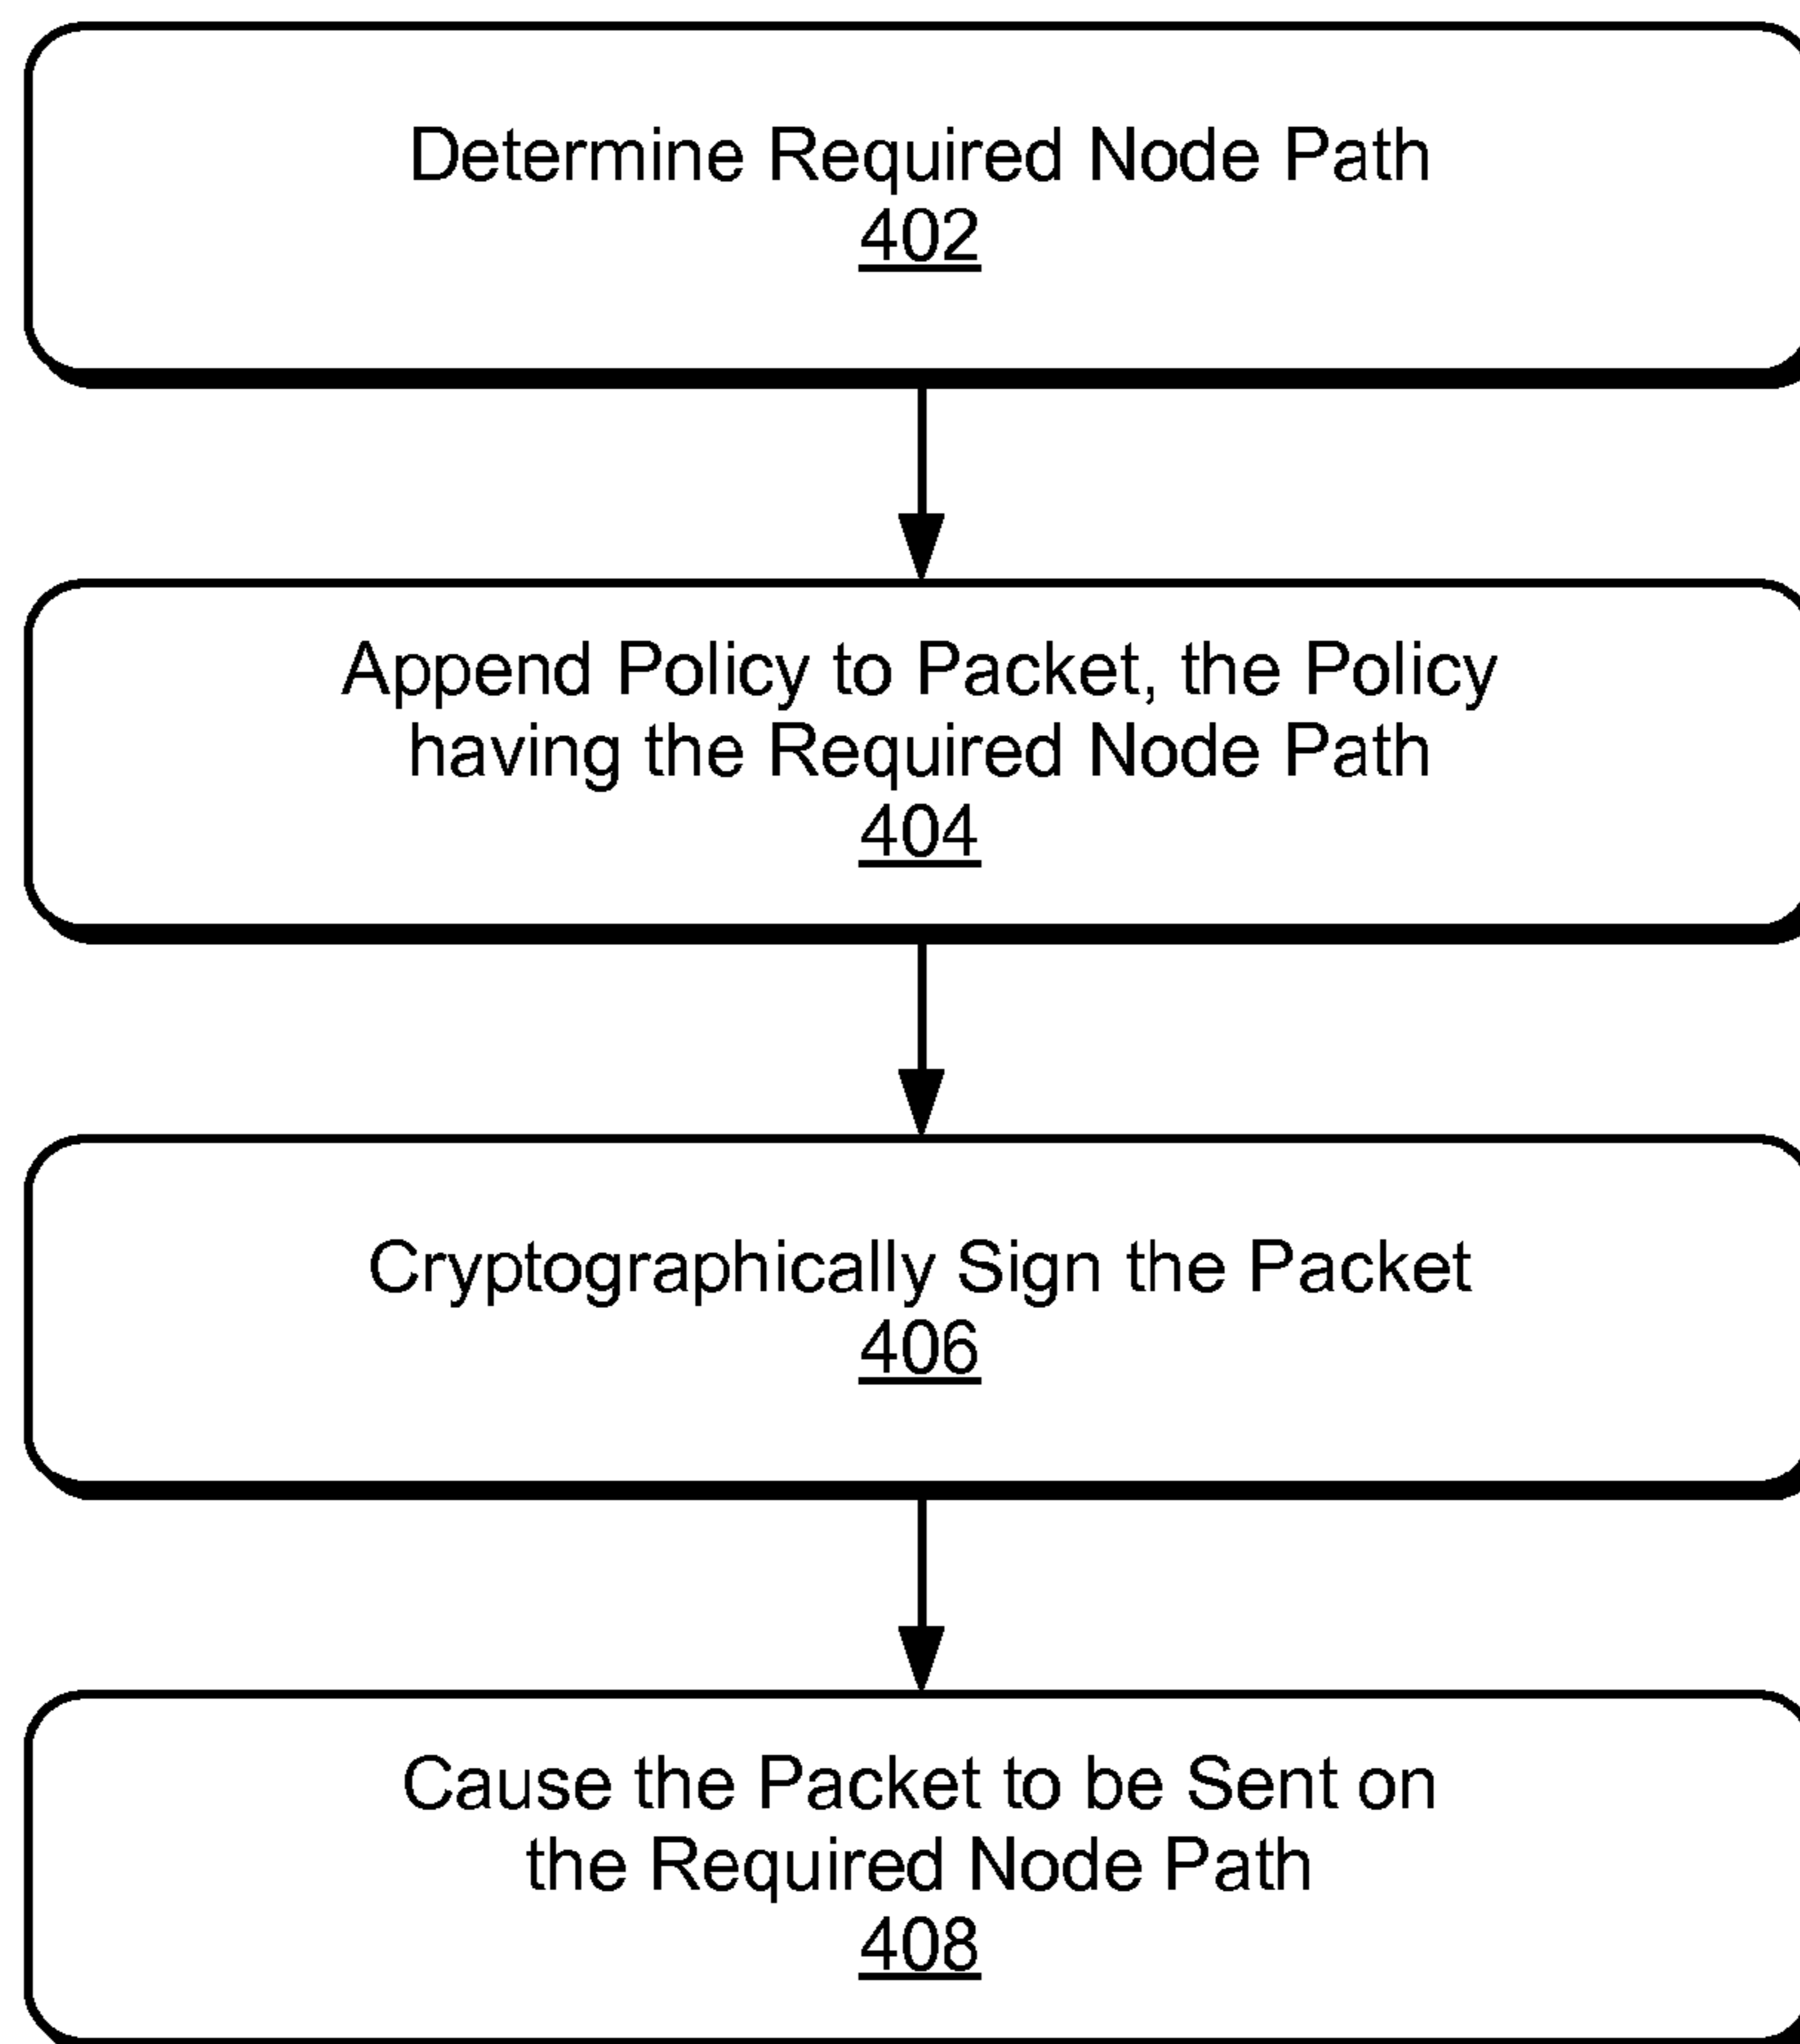 Determine Required Node Path
402
Append Policy to Packet, the Policy
having the Required Node Path
404
Cryptographically Sign the Packet
406
Cause the Packet to be Sent on
the Required Node Path
408